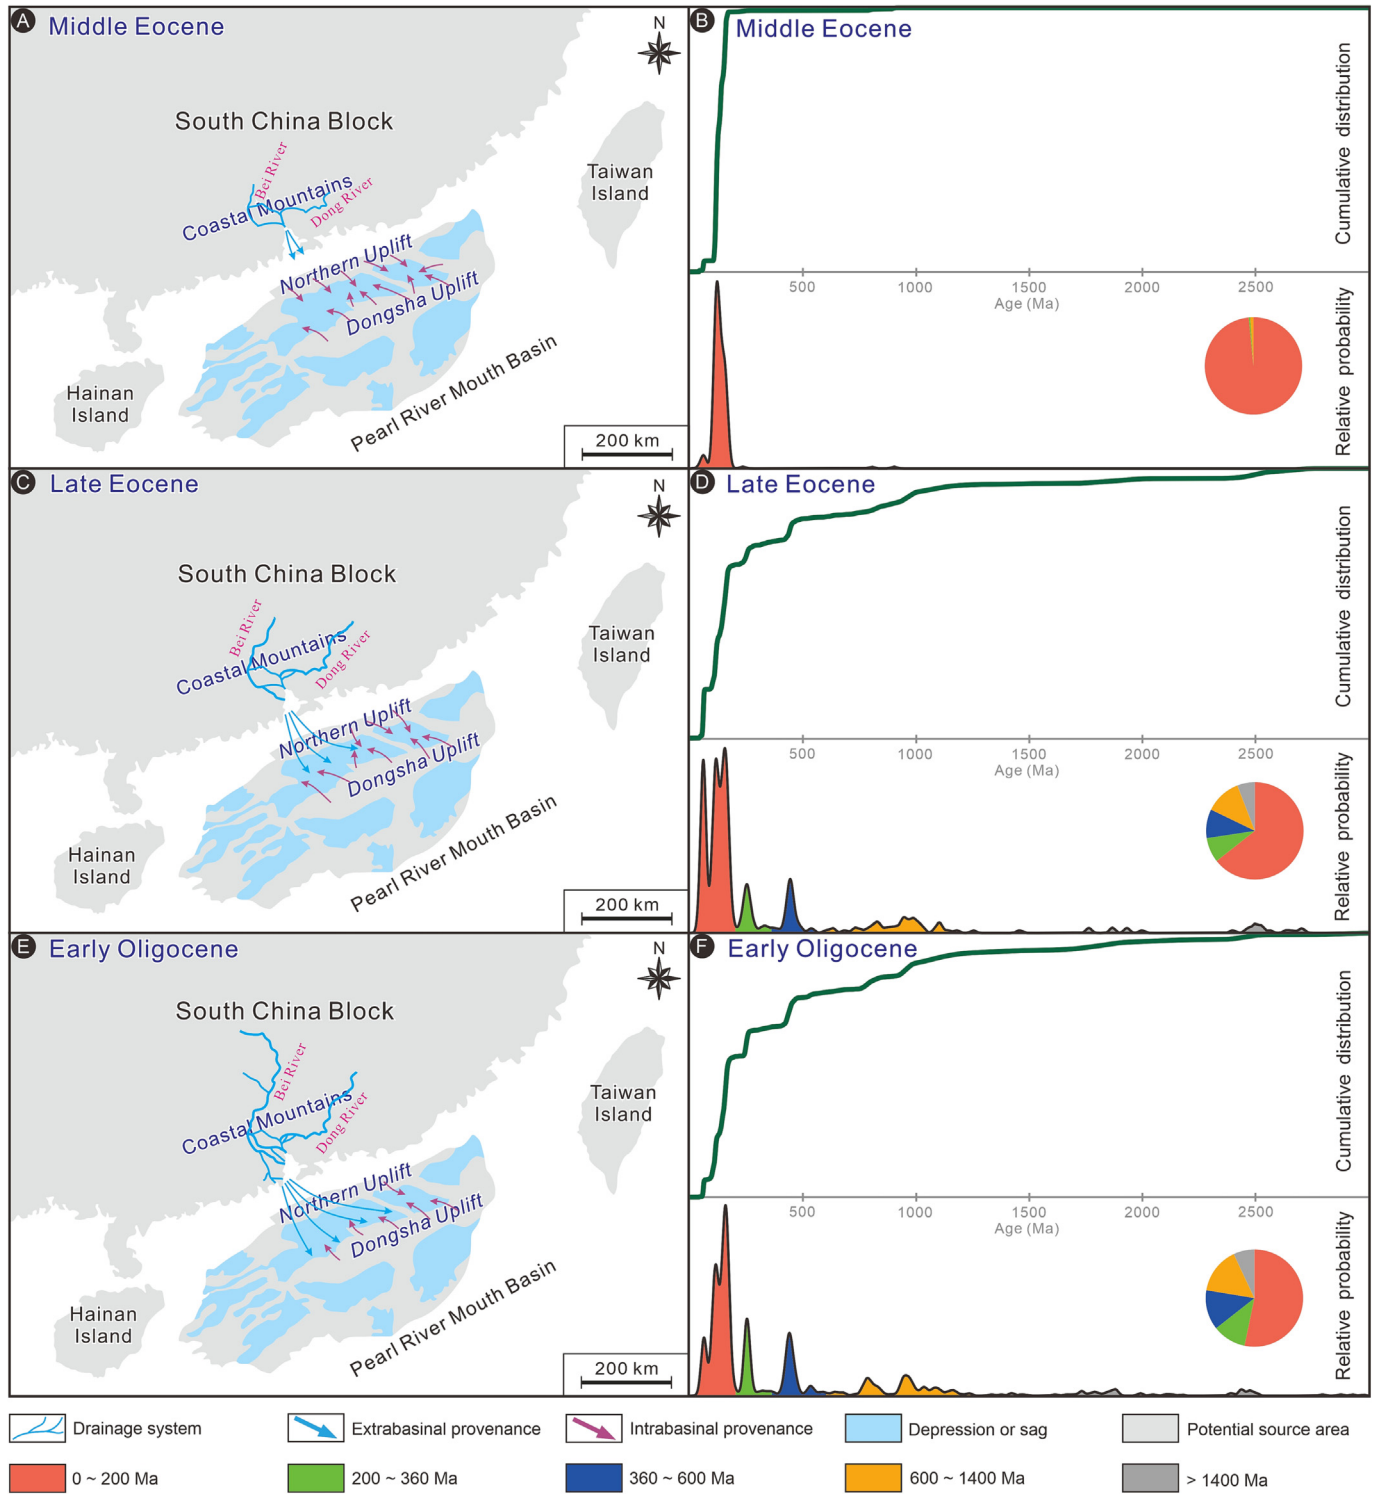 A Middle Eocene
N
South China Block
Bei River
Coastal Mountains
Dong River
Taiwan
Island
Northern Uplift
Dongsha Uplift
Hainan
Island
Pearl River Mouth Basin
200 km
B Middle Eocene
Cumulative distribution
500 1000 1500 2000 2500
Age (Ma)
Relative probability
C Late Eocene
N
South China Block
Bei River
Coastal Mountains
Dong River
Taiwan
Island
Northern Uplift
Dongsha Uplift
Hainan
Island
Pearl River Mouth Basin
200 km
D Late Eocene
Cumulative distribution
500 1000 1500 2000 2500
Age (Ma)
Relative probability
E Early Oligocene
N
South China Block
Bei River
Coastal Mountains
Dong River
Taiwan
Island
Northern Uplift
Dongsha Uplift
Hainan
Island
Pearl River Mouth Basin
200 km
F Early Oligocene
Cumulative distribution
500 1000 1500 2000 2500
Age (Ma)
Relative probability
Drainage system Extrabasinal provenance Intrabasinal provenance Depression or sag Potential source area
0 ~ 200 Ma 200 ~ 360 Ma 360 ~ 600 Ma 600 ~ 1400 Ma > 1400 Ma